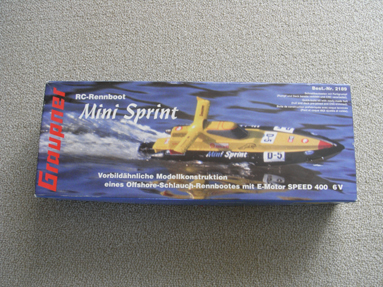 Graupner
RC-Rennboot
Mini Sprint
Best.-Nr. 2185
Mini Sprint
D-5
Vorbildähnliche Modellkonstruktion
eines Offshore-Schlauch-Rennbootes mit E-Motor SPEED 400 6 V